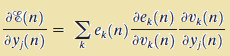 ∂ℰ(n)/∂y_j(n) = ∑_k e_k(n) ∂e_k(n)/∂v_k(n) ∂v_k(n)/∂y_j(n)